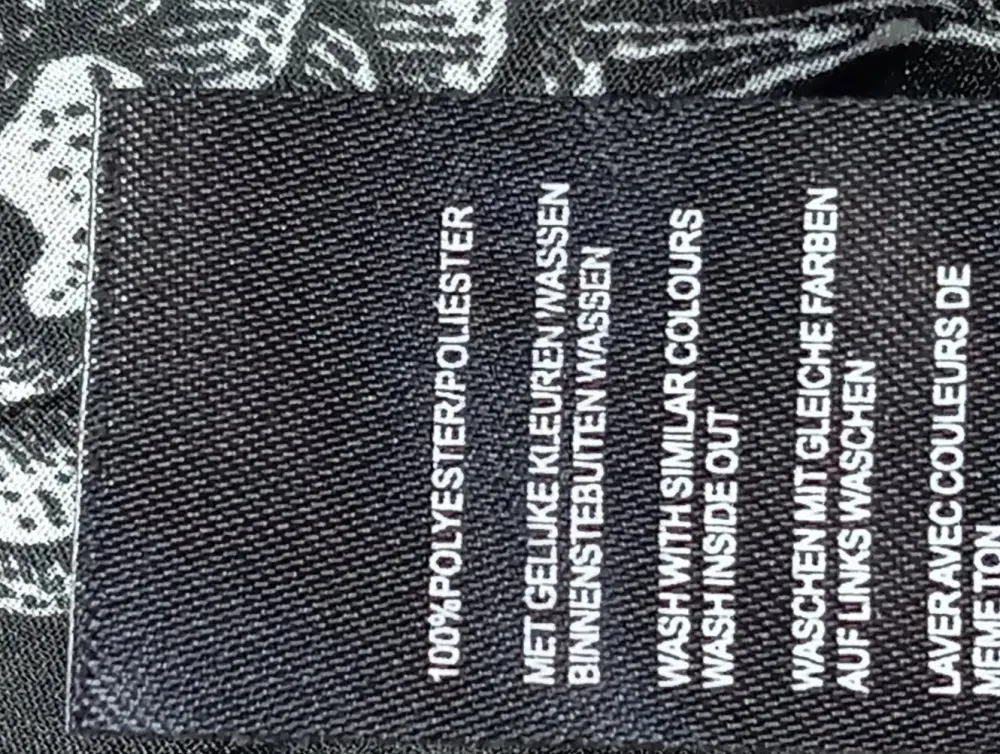 100%POLYESTER/POLIÉSTER
MET GELIJKE KLEUREN WASSEN
BINNENSTEBUITEN WASSEN
WASH WITH SIMILAR COLOURS
WASH INSIDE OUT
WASCHEN MIT GLEICHE FARBEN
AUF LINKS WASCHEN
LAVER AVEC COULEURS DE
MEME TON